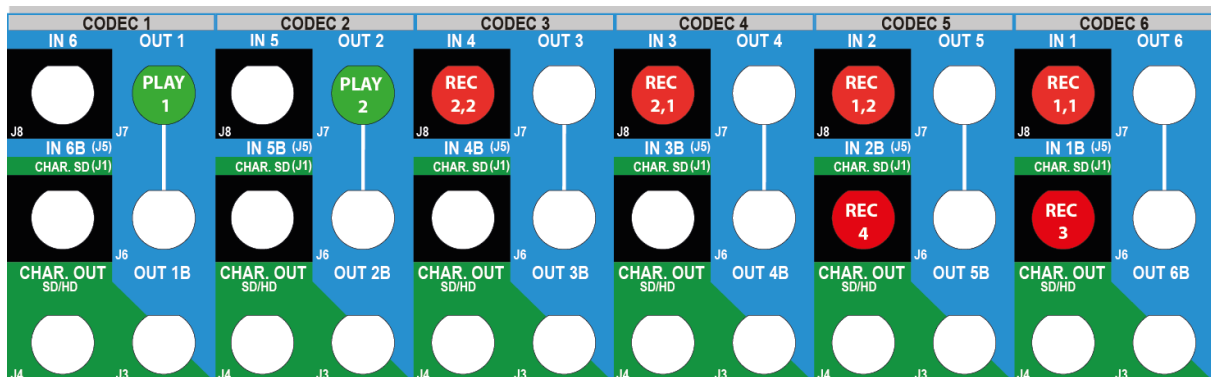 CODEC 1 CODEC 2 CODEC 3 CODEC 4 CODEC 5 CODEC 6
IN 6 OUT 1 IN 5 OUT 2 IN 4 OUT 3 IN 3 OUT 4 IN 2 OUT 5 IN 1 OUT 6
PLAY PLAY REC REC REC REC
1 2 2,2 2,1 1,2 1,1
J8 J7 J8 J7 J8 J7 J8 J7 J8 J7 J8 J7
IN 6B (J5) IN 5B (J5) IN 4B (J5) IN 3B (J5) IN 2B (J5) IN 1B (J5)
CHAR. SD (J1) CHAR. SD (J1) CHAR. SD (J1) CHAR. SD (J1) CHAR. SD (J1) CHAR. SD (J1)
REC REC
4 3
J6 J6 J6 J6 J6 J6
CHAR. OUT OUT 1B CHAR. OUT OUT 2B CHAR. OUT OUT 3B CHAR. OUT OUT 4B CHAR. OUT OUT 5B CHAR. OUT OUT 6B
SD/HD SD/HD SD/HD SD/HD SD/HD SD/HD
J4 J3 J4 J3 J4 J3 J4 J3 J4 J3 J4 J3